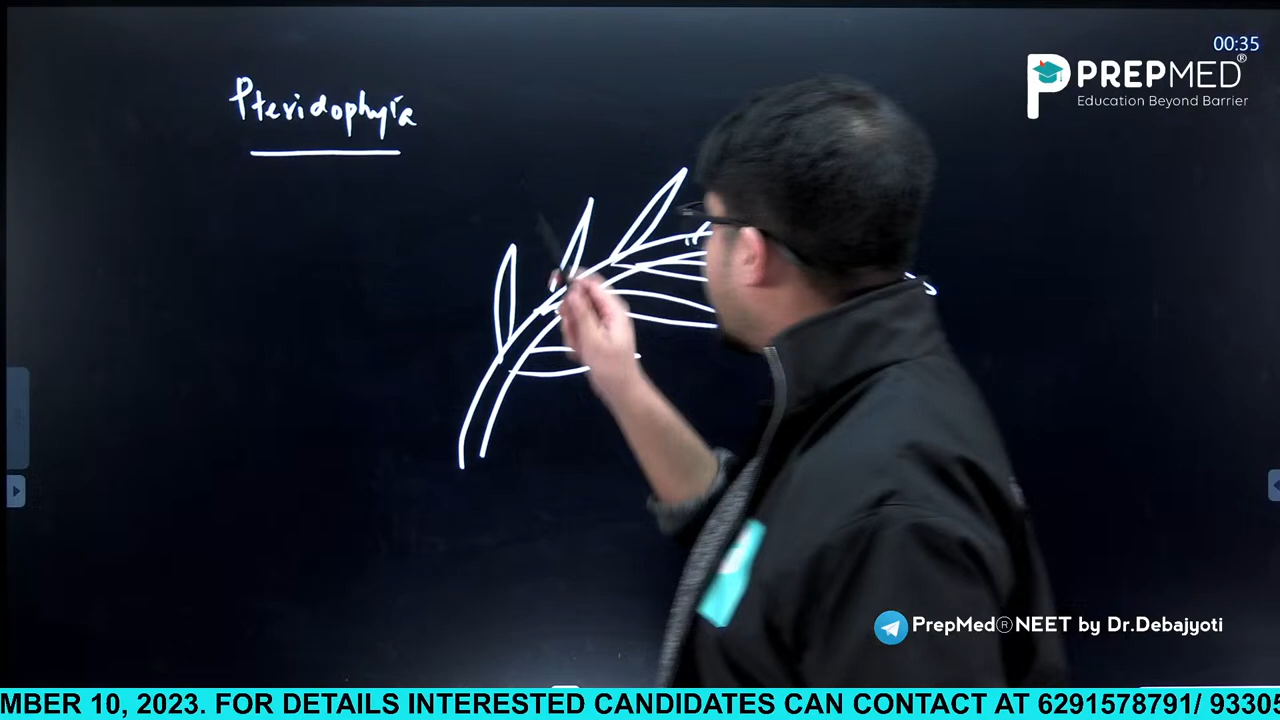 00:35
PREPMED®
Education Beyond Barrier
Pteridophyta
PrepMed®NEET by Dr.Debajyoti
MBER 10, 2023. FOR DETAILS INTERESTED CANDIDATES CAN CONTACT AT 6291578791/ 93305